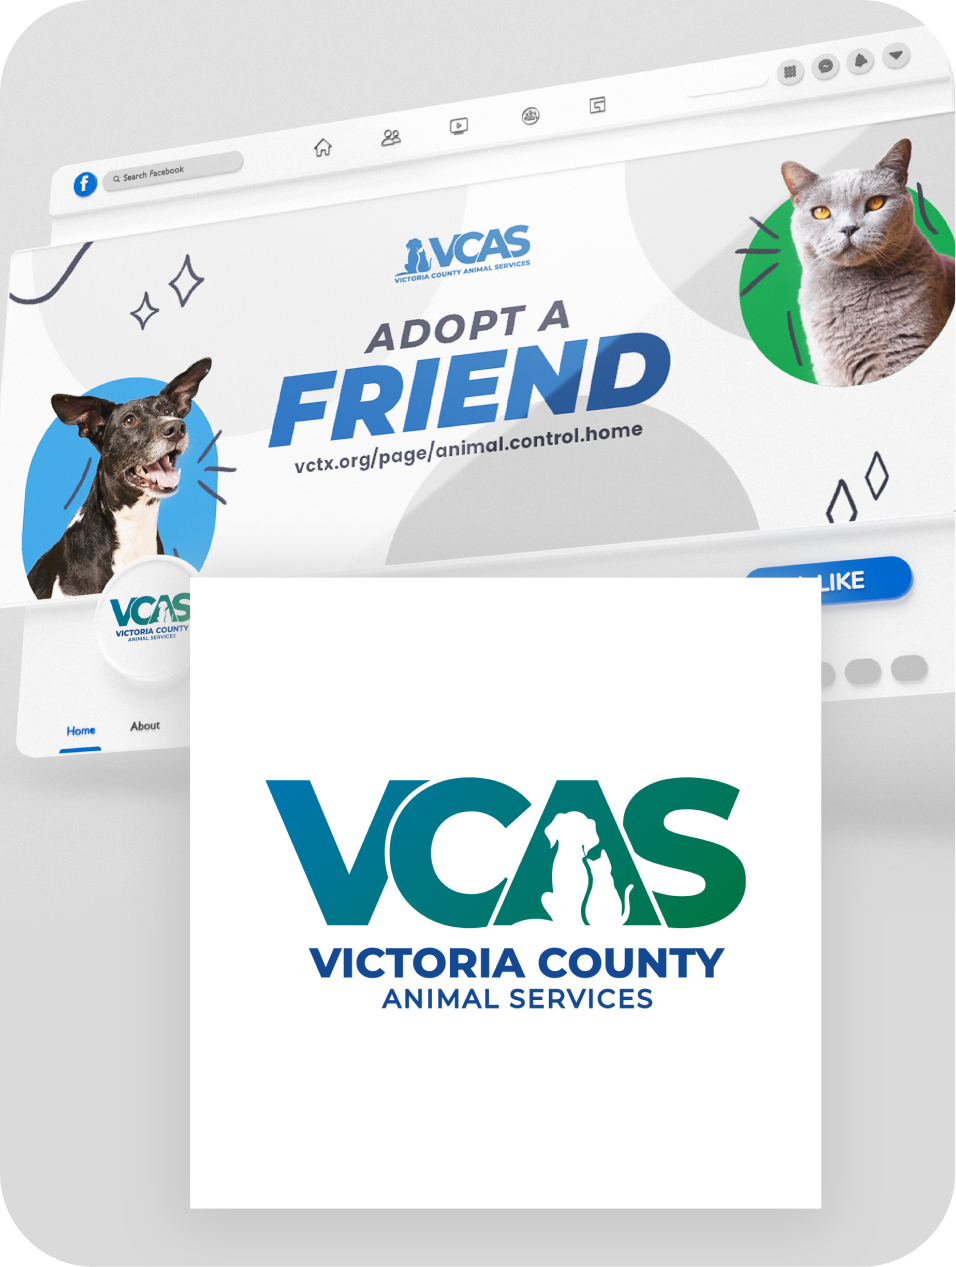 f
Search Facebook
VCAS
VICTORIA COUNTY ANIMAL SERVICES
ADOPT A
FRIEND
vctx.org/page/animal.control.home
VCAS
VICTORIA COUNTY
ANIMAL SERVICES
LIKE
Home About
VCAS
VICTORIA COUNTY
ANIMAL SERVICES